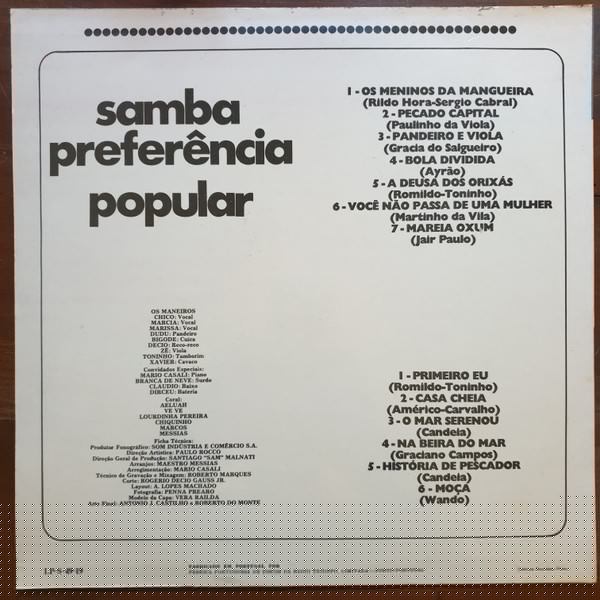 samba
preferência
popular
1 - OS MENINOS DA MANGUEIRA
(Rildo Hora-Sergio Cabral)
2 - PECADO CAPITAL
(Paulinho da Viola)
3 - PANDEIRO E VIOLA
(Gracia do Salgueiro)
4 - BOLA DIVIDIDA
(Ayrão)
5 - A DEUSA DOS ORIXÁS
(Romildo-Toninho)
6 - VOCÊ NÃO PASSA DE UMA MULHER
(Martinho da Vila)
7 - MAREIA OXUM
(Jair Paulo)
OS MANEIROS
CHICO: Vocal
MARCIA: Vocal
MARISSA: Vocal
DUDU: Pandeiro
BIGODE: Cuica
DECIO: Reco-reco
ZÉ: Viola
TONINHO: Tamborim
XAVIER: Cavaco
Convidados Especiais:
MARIO CASALI: Piano
BRANCA DE NEVE: Surdo
CLAUDIO: Baixo
DIRCEU: Bateria
Coral:
AELUAH
VE VE
LOURDINHA PEREIRA
CHIQUINHO
MARCOS
MESSIAS
Ficha Técnica:
Produtor Fonográfico: SOM INDÚSTRIA E COMÉRCIO S.A.
Direção Artística: PAULO ROCCO
Direção Geral de Produção: SANTIAGO "SAM" MALNATI
Arranjos: MAESTRO MESSIAS
Arregimentação: MARIO CASALI
Técnico de Gravação e Mixagem: ROBERTO MARQUES
Corte: ROGERIO DECIO GAUSS JR.
Layout: A. LOPES MACHADO
Fotografia: PENNA PREARO
Modelo da Capa: VERA RAILDA
Arte Final: ANTONIO J. CASTILHO e ROBERTO DO MONTE
1 - PRIMEIRO EU
(Romildo-Toninho)
2 - CASA CHEIA
(Américo-Carvalho)
3 - O MAR SERENOU
(Candeia)
4 - NA BEIRA DO MAR
(Graciano Campos)
5 - HISTÓRIA DE PESCADOR
(Candeia)
6 - MOÇA
(Wando)
LP-S-49-19
FABRICADO EM PORTUGAL POR